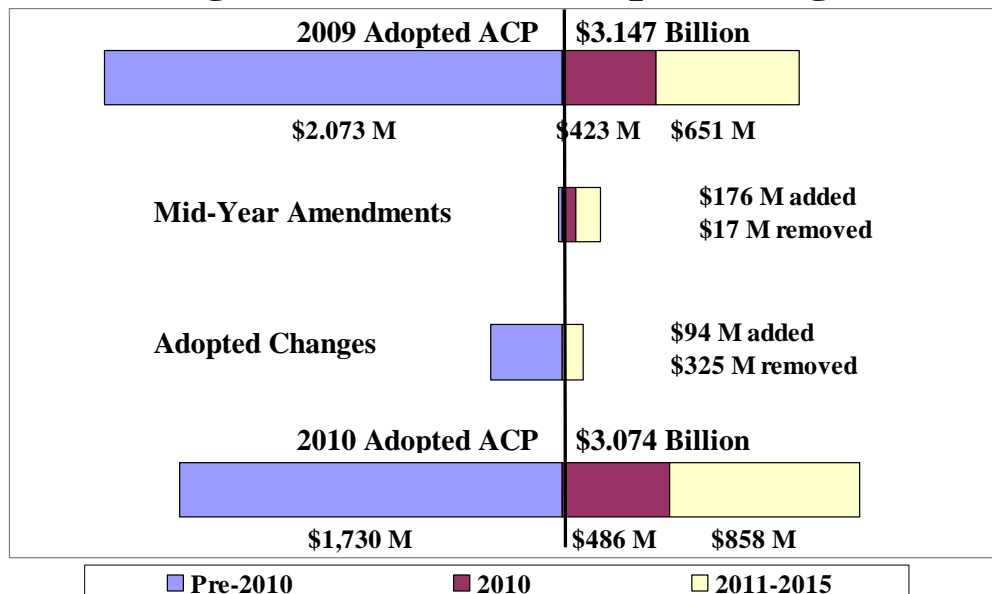 2009 Adopted ACP $3.147 Billion
$2.073 M $423 M $651 M
Mid-Year Amendments
$176 M added
$17 M removed
Adopted Changes
$94 M added
$325 M removed
2010 Adopted ACP $3.074 Billion
$1,730 M $486 M $858 M
Pre-2010 2010 2011-2015